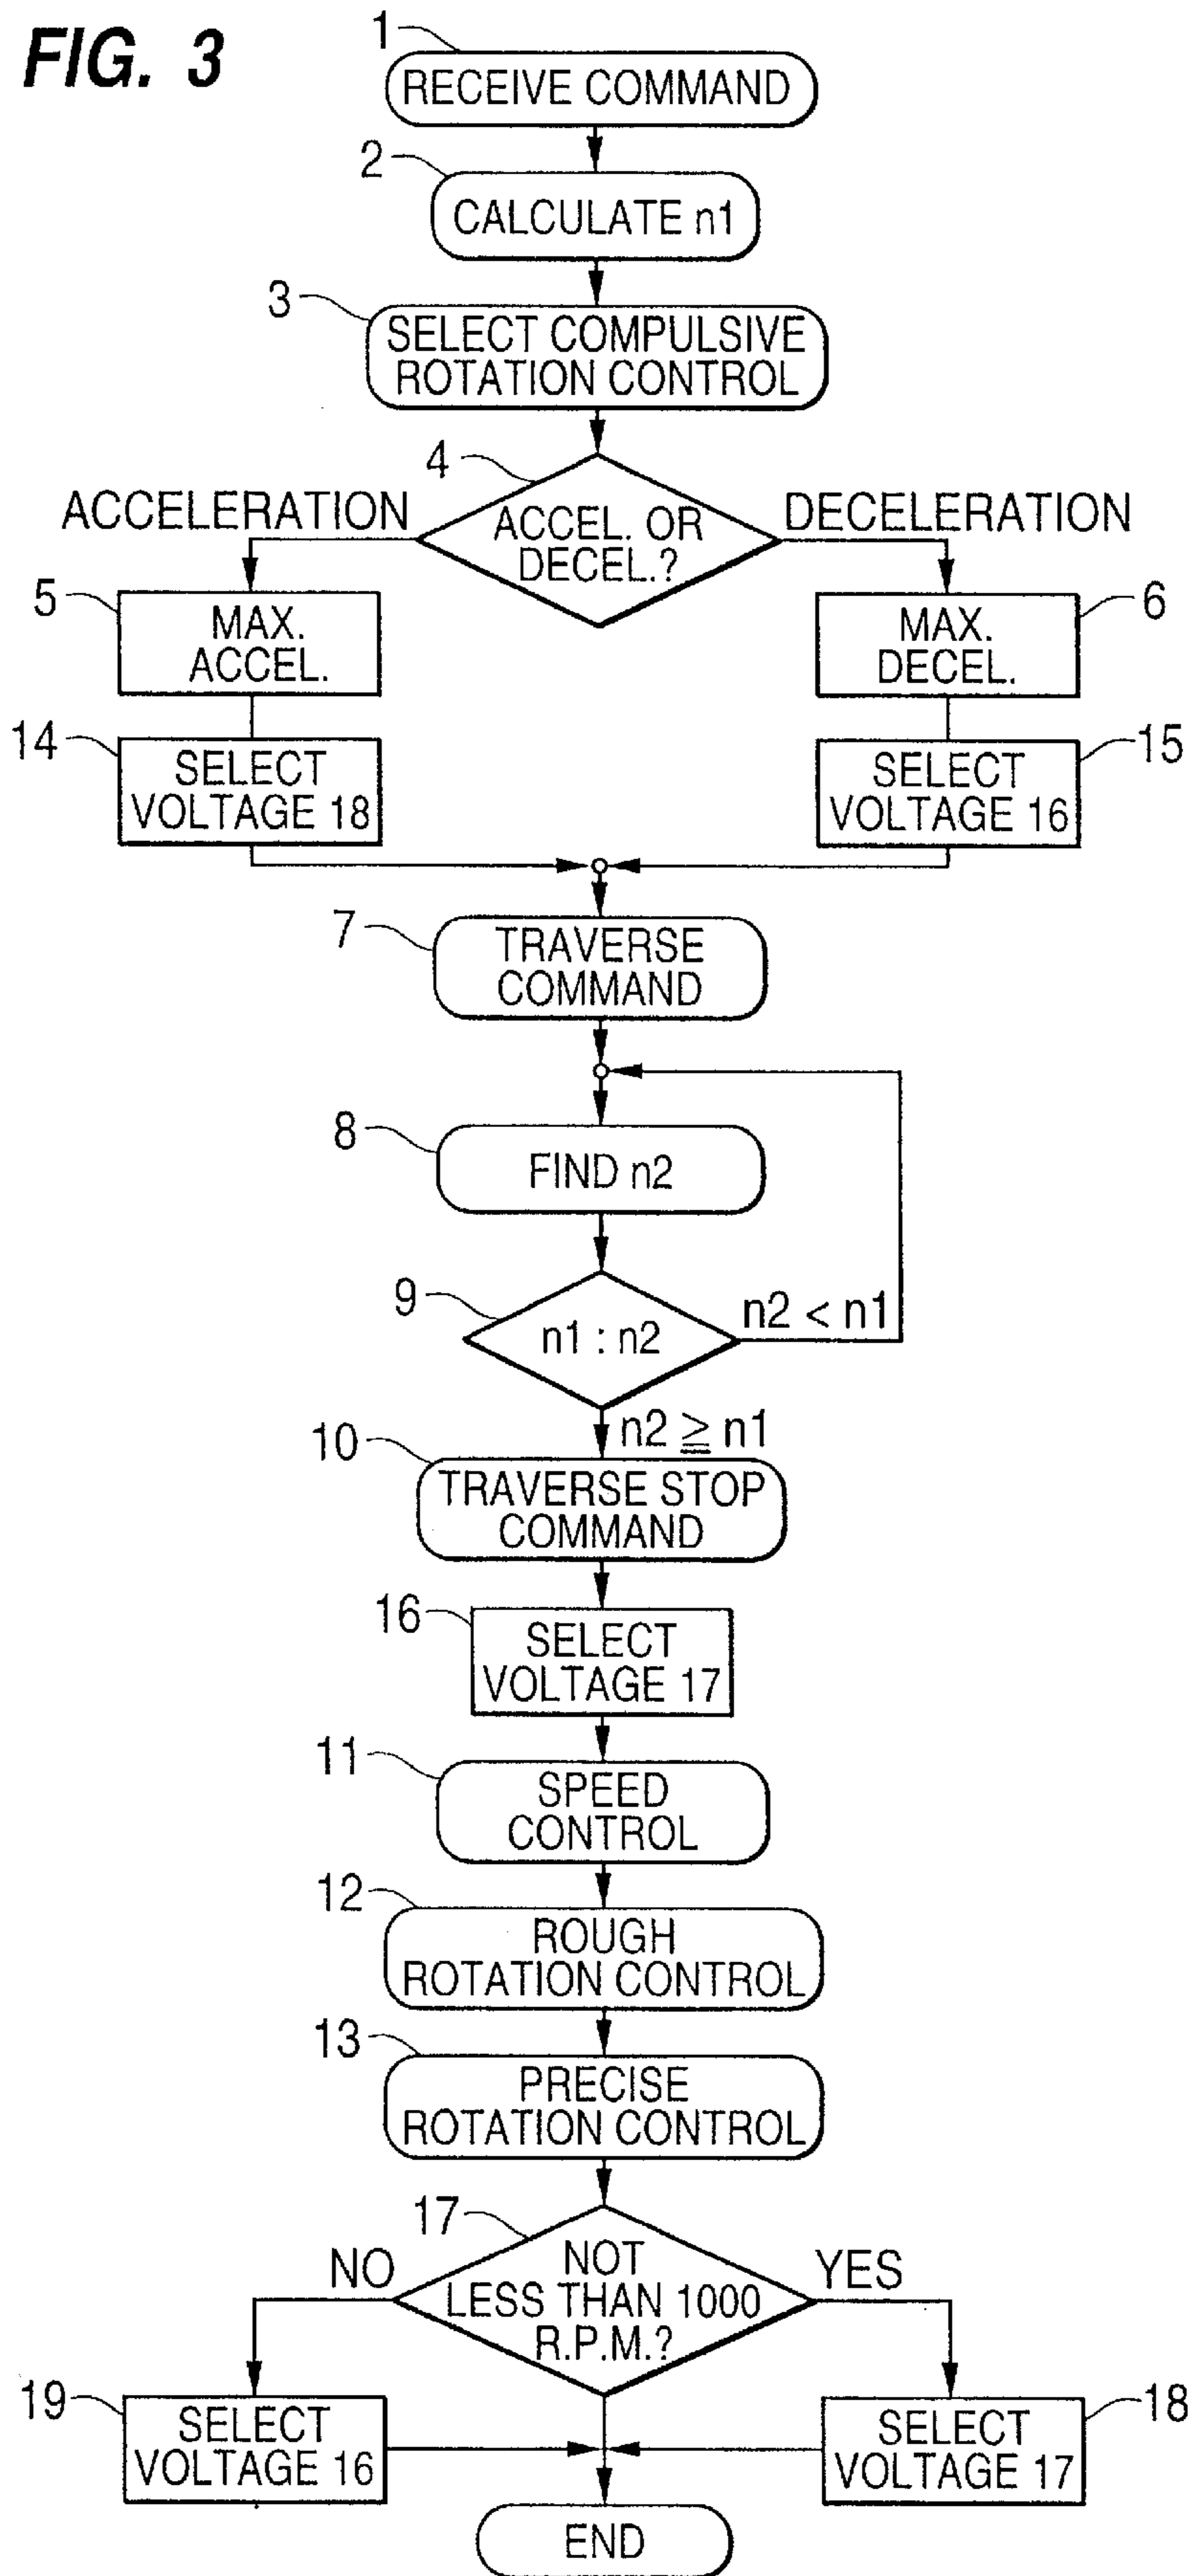 FIG. 3
1
RECEIVE COMMAND
2
CALCULATE n1
3
SELECT COMPULSIVE
ROTATION CONTROL
4
ACCELERATION
ACCEL. OR
DECEL.?
DECELERATION
5
MAX.
ACCEL.
6
MAX.
DECEL.
14
SELECT
VOLTAGE 18
15
SELECT
VOLTAGE 16
7
TRAVERSE
COMMAND
8
FIND n2
9
n1 : n2
n2 < n1
n2 ≧ n1
10
TRAVERSE STOP
COMMAND
16
SELECT
VOLTAGE 17
11
SPEED
CONTROL
12
ROUGH
ROTATION CONTROL
13
PRECISE
ROTATION CONTROL
17
NO
NOT
LESS THAN 1000
R.P.M.?
YES
19
SELECT
VOLTAGE 16
18
SELECT
VOLTAGE 17
END